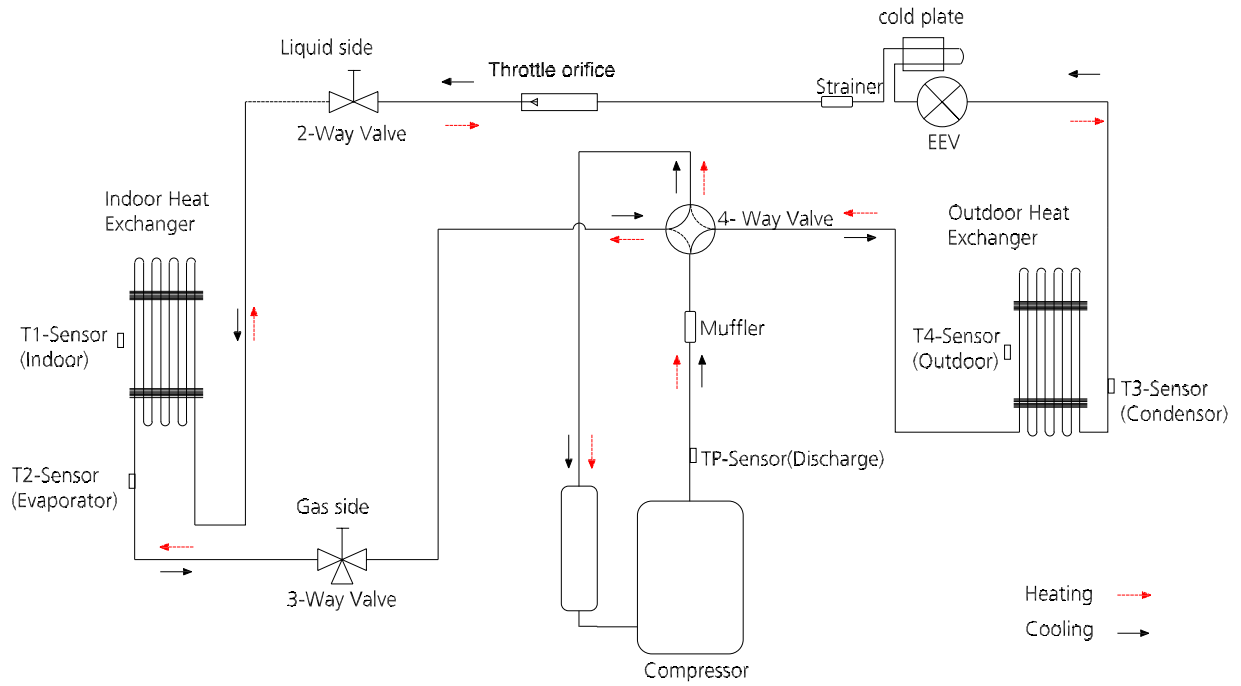 cold plate
Liquid side
Throttle orifice
Strainer
2-Way Valve
EEV
Indoor Heat
Exchanger
4- Way Valve
Outdoor Heat
Exchanger
T1-Sensor
(Indoor)
Muffler
T4-Sensor
(Outdoor)
T3-Sensor
(Condensor)
TP-Sensor(Discharge)
T2-Sensor
(Evaporator)
Gas side
3-Way Valve
Heating
Cooling
Compressor